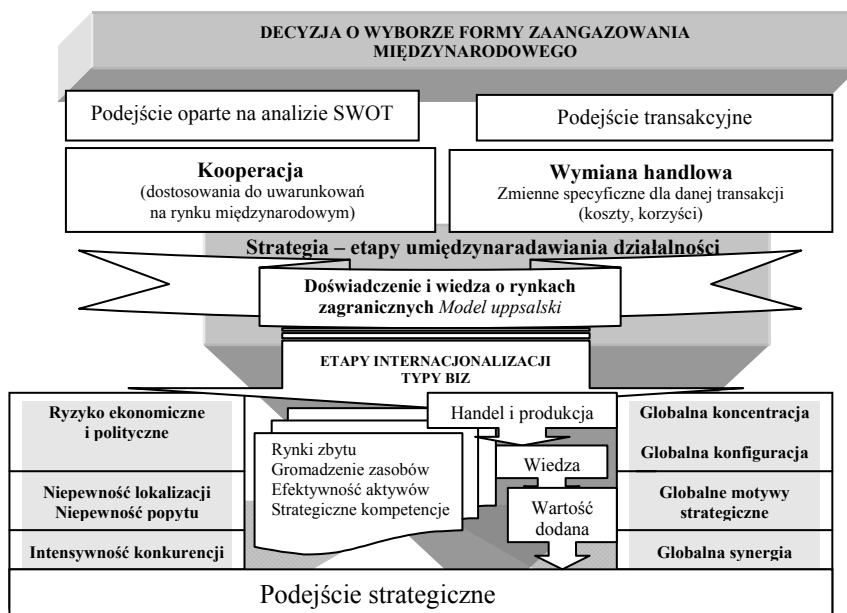 DECYZJA O WYBORZE FORMY ZAANGAZOWANIA
MIĘDZYNARODOWEGO
Podejście oparte na analizie SWOT
Podejście transakcyjne
Kooperacja
(dostosowania do uwarunkowań
na rynku międzynarodowym)
Wymiana handlowa
Zmienne specyficzne dla danej transakcji
(koszty, korzyści)
Strategia – etapy umiędzynaradawiania działalności
Doświadczenie i wiedza o rynkach
zagranicznych Model uppsalski
ETAPY INTERNACJONALIZACJI
TYPY BIZ
Ryzyko ekonomiczne
i polityczne
Niepewność lokalizacji
Niepewność popytu
Intensywność konkurencji
Rynki zbytu
Gromadzenie zasobów
Efektywność aktywów
Strategiczne kompetencje
Handel i produkcja
Wiedza
Wartość
dodana
Globalna koncentracja
Globalna konfiguracja
Globalne motywy
strategiczne
Globalna synergia
Podejście strategiczne